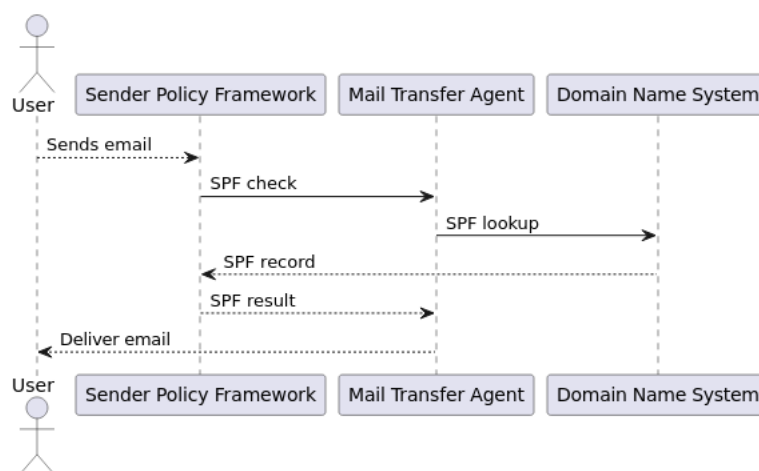 User
Sender Policy Framework
Mail Transfer Agent
Domain Name System
Sends email
SPF check
SPF lookup
SPF record
SPF result
Deliver email
User
Sender Policy Framework
Mail Transfer Agent
Domain Name System